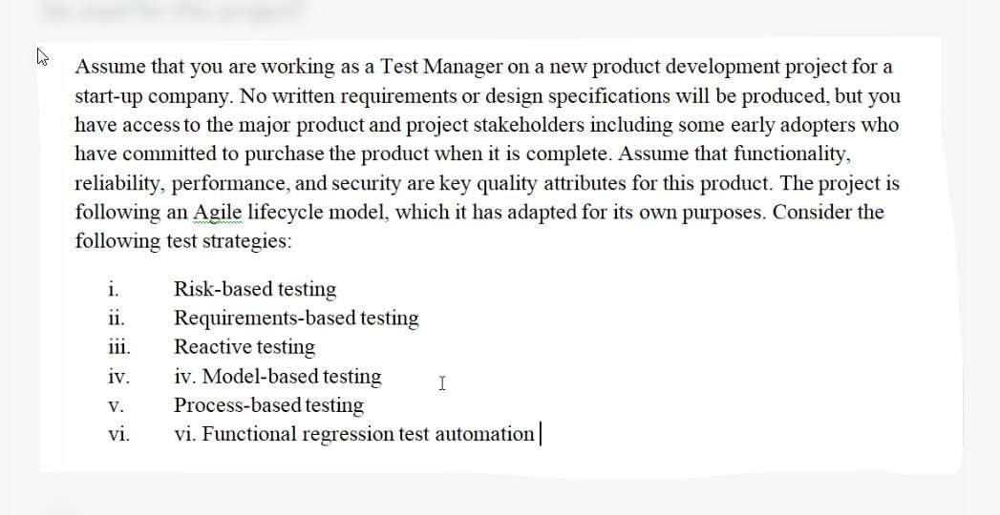 Assume that you are working as a Test Manager on a new product development project for a
start-up company. No written requirements or design specifications will be produced, but you
have access to the major product and project stakeholders including some early adopters who
have committed to purchase the product when it is complete. Assume that functionality,
reliability, performance, and security are key quality attributes for this product. The project is
following an Agile lifecycle model, which it has adapted for its own purposes. Consider the
following test strategies:
i. Risk-based testing
ii. Requirements-based testing
iii. Reactive testing
iv. iv. Model-based testing
v. Process-based testing
vi. vi. Functional regression test automation